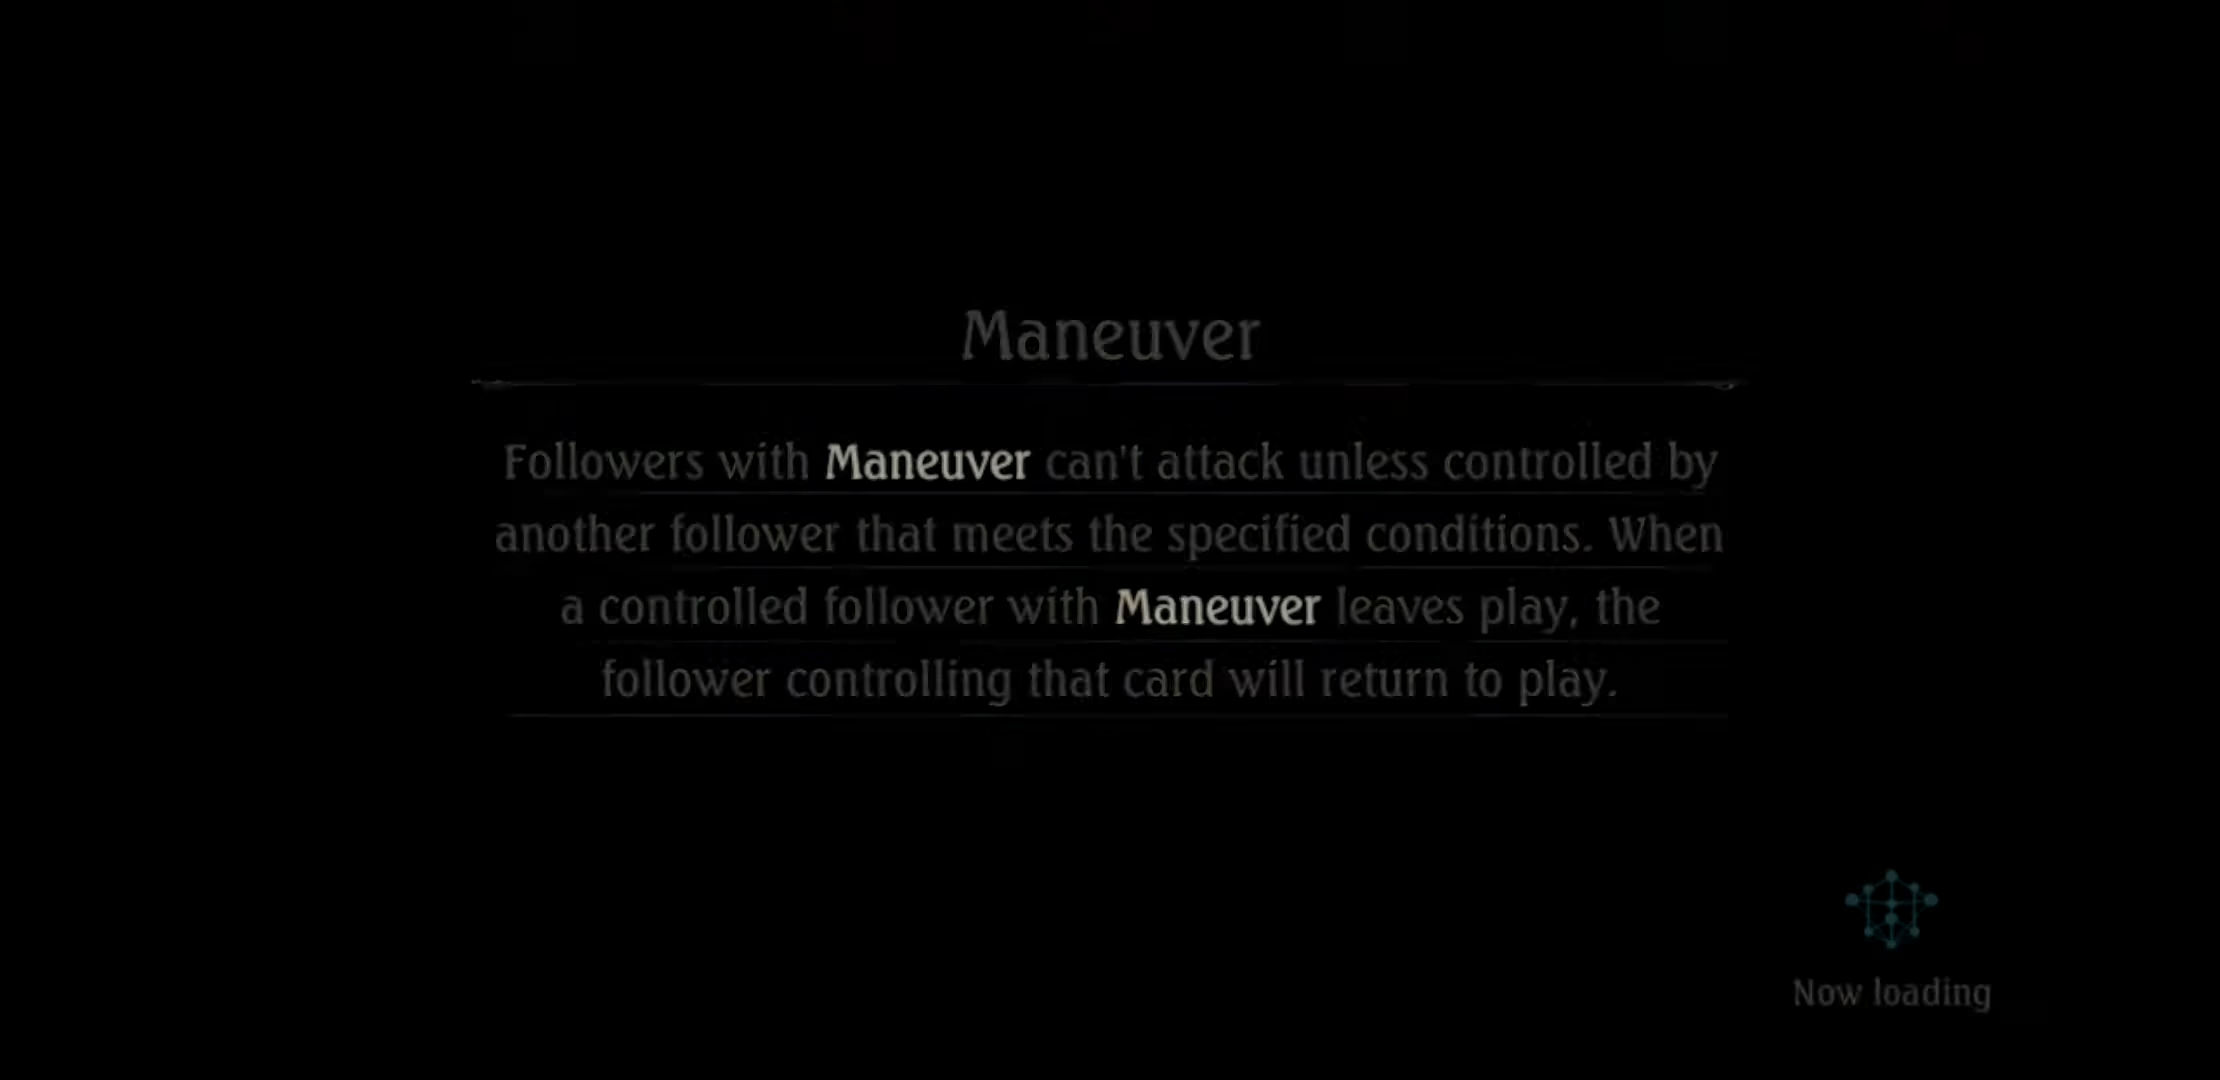 Maneuver
Followers with Maneuver can't attack unless controlled by
another follower that meets the specified conditions. When
a controlled follower with Maneuver leaves play, the
follower controlling that card will return to play.
Now loading